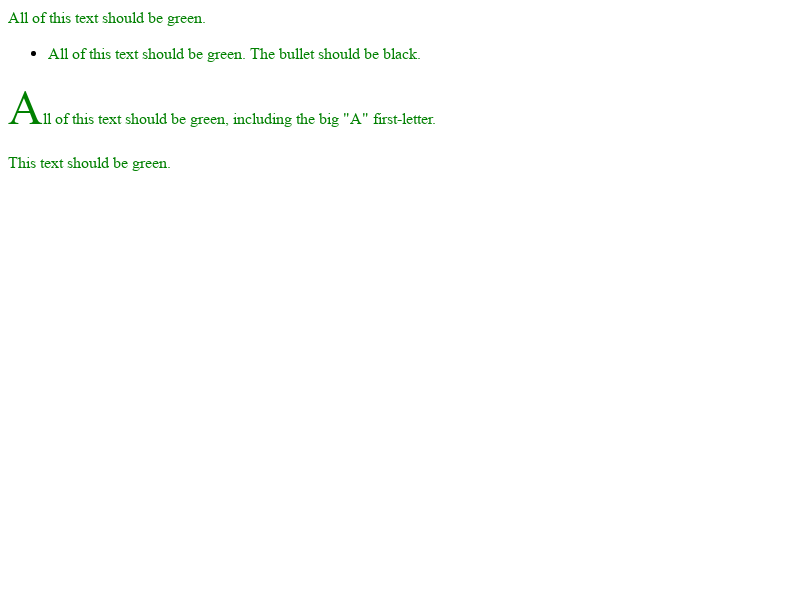 All of this text should be green.
• All of this text should be green. The bullet should be black.
All of this text should be green, including the big "A" first-letter.
This text should be green.